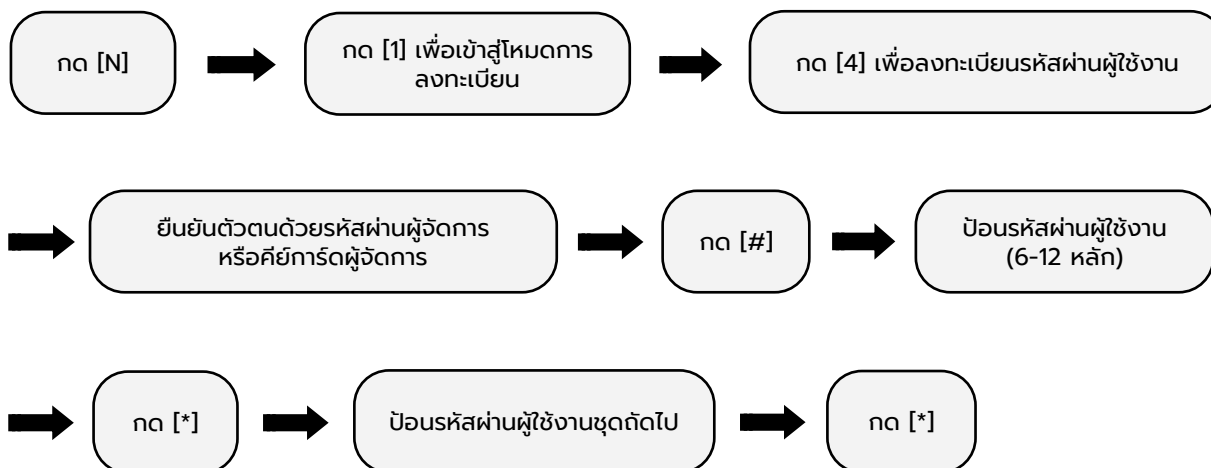 กด [N]
กด [1] เพื่อเข้าสู่โหมดการ
ลงทะเบียน
กด [4] เพื่อลงทะเบียนรหัสผ่านผู้ใช้งาน
ยืนยันตัวตนด้วยรหัสผ่านผู้จัดการ
หรือคีย์การ์ดผู้จัดการ
กด [#]
ป้อนรหัสผ่านผู้ใช้งาน
(6-12 หลัก)
กด [*]
ป้อนรหัสผ่านผู้ใช้งานชุดถัดไป
กด [*]